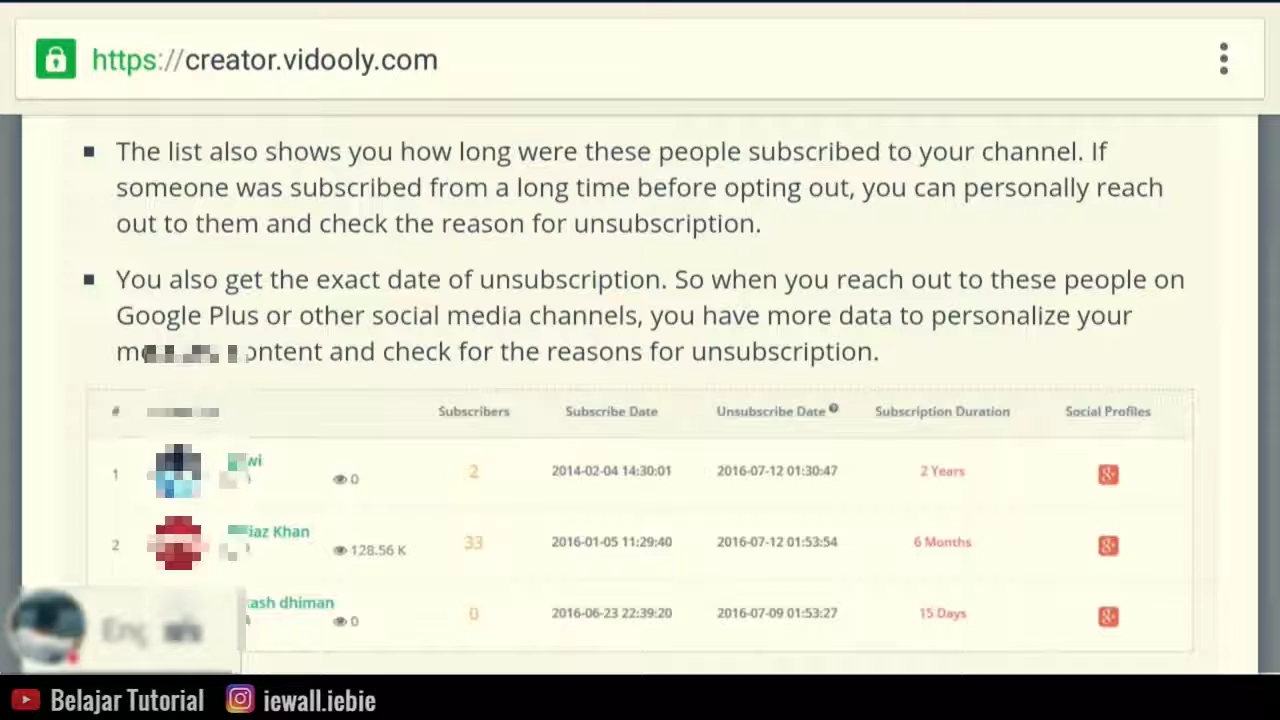 https://creator.vidooly.com
▪ The list also shows you how long were these people subscribed to your channel. If
someone was subscribed from a long time before opting out, you can personally reach
out to them and check the reason for unsubscription.
▪ You also get the exact date of unsubscription. So when you reach out to these people on
Google Plus or other social media channels, you have more data to personalize your
content and check for the reasons for unsubscription.
# Subscribers Subscribe Date Unsubscribe Date Subscription Duration Social Profiles
1 0 2 2014-02-04 14:30:01 2016-07-12 01:30:47 2 Years g+
2 Khan 128.56 K 33 2016-01-05 11:29:40 2016-07-12 01:53:54 6 Months g+
dhiman 0 0 2016-06-23 22:39:20 2016-07-09 01:53:27 15 Days g+
Belajar Tutorial iewall.iebie